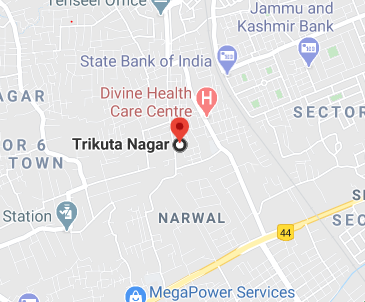 Tehseel Office
Jammu and
Kashmir Bank
State Bank of India
AGAR
Divine Health
Care Centre
H
SECTOR
OR 6
TOWN
Trikuta Nagar
Station
NARWAL
S
SEC
44
MegaPower Services